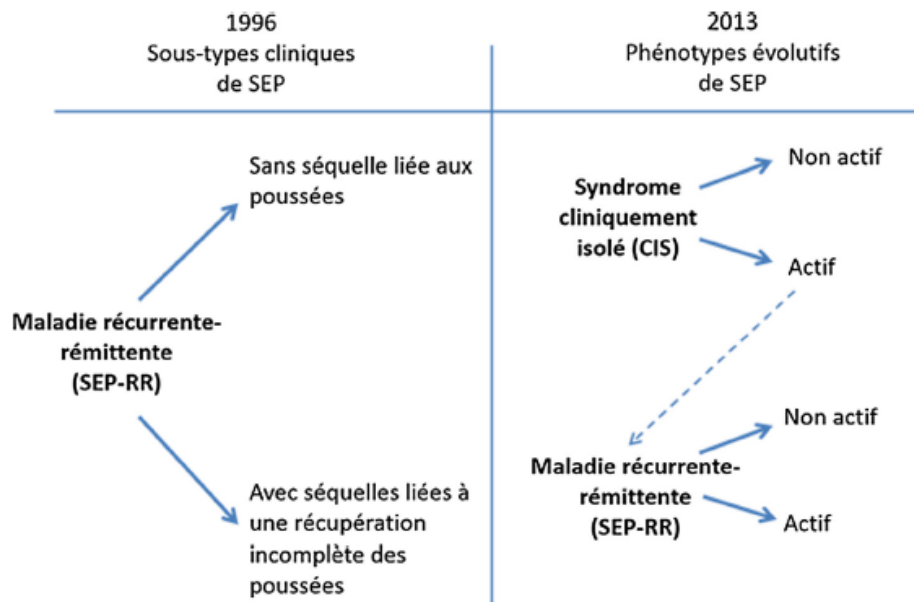 1996
Sous-types cliniques
de SEP
2013
Phénotypes évolutifs
de SEP
Sans séquelle liée aux
poussées
Maladie récurrente-
rémittente
(SEP-RR)
Avec séquelles liées à
une récupération
incomplète des
poussées
Syndrome
cliniquement
isolé (CIS)
Non actif
Actif
Maladie récurrente-
rémittente
(SEP-RR)
Non actif
Actif